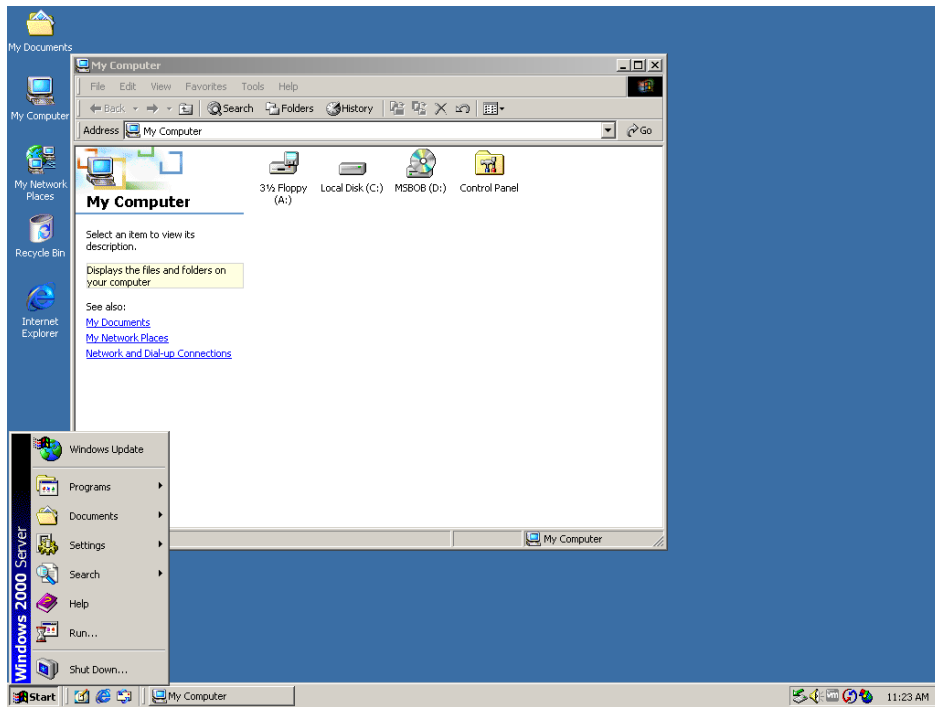 My Documents
My Computer
My Network
Places
Recycle Bin
Internet
Explorer
My Computer
File Edit View Favorites Tools Help
Back Search Folders History
Address My Computer Go
My Computer
Select an item to view its
description.
Displays the files and folders on
your computer
See also:
My Documents
My Network Places
Network and Dial-up Connections
3½ Floppy
(A:)
Local Disk (C:)
MSBOB (D:)
Control Panel
My Computer
Windows 2000 Server
Windows Update
Programs
Documents
Settings
Search
Help
Run...
Shut Down...
Start
My Computer
vm
11:23 AM